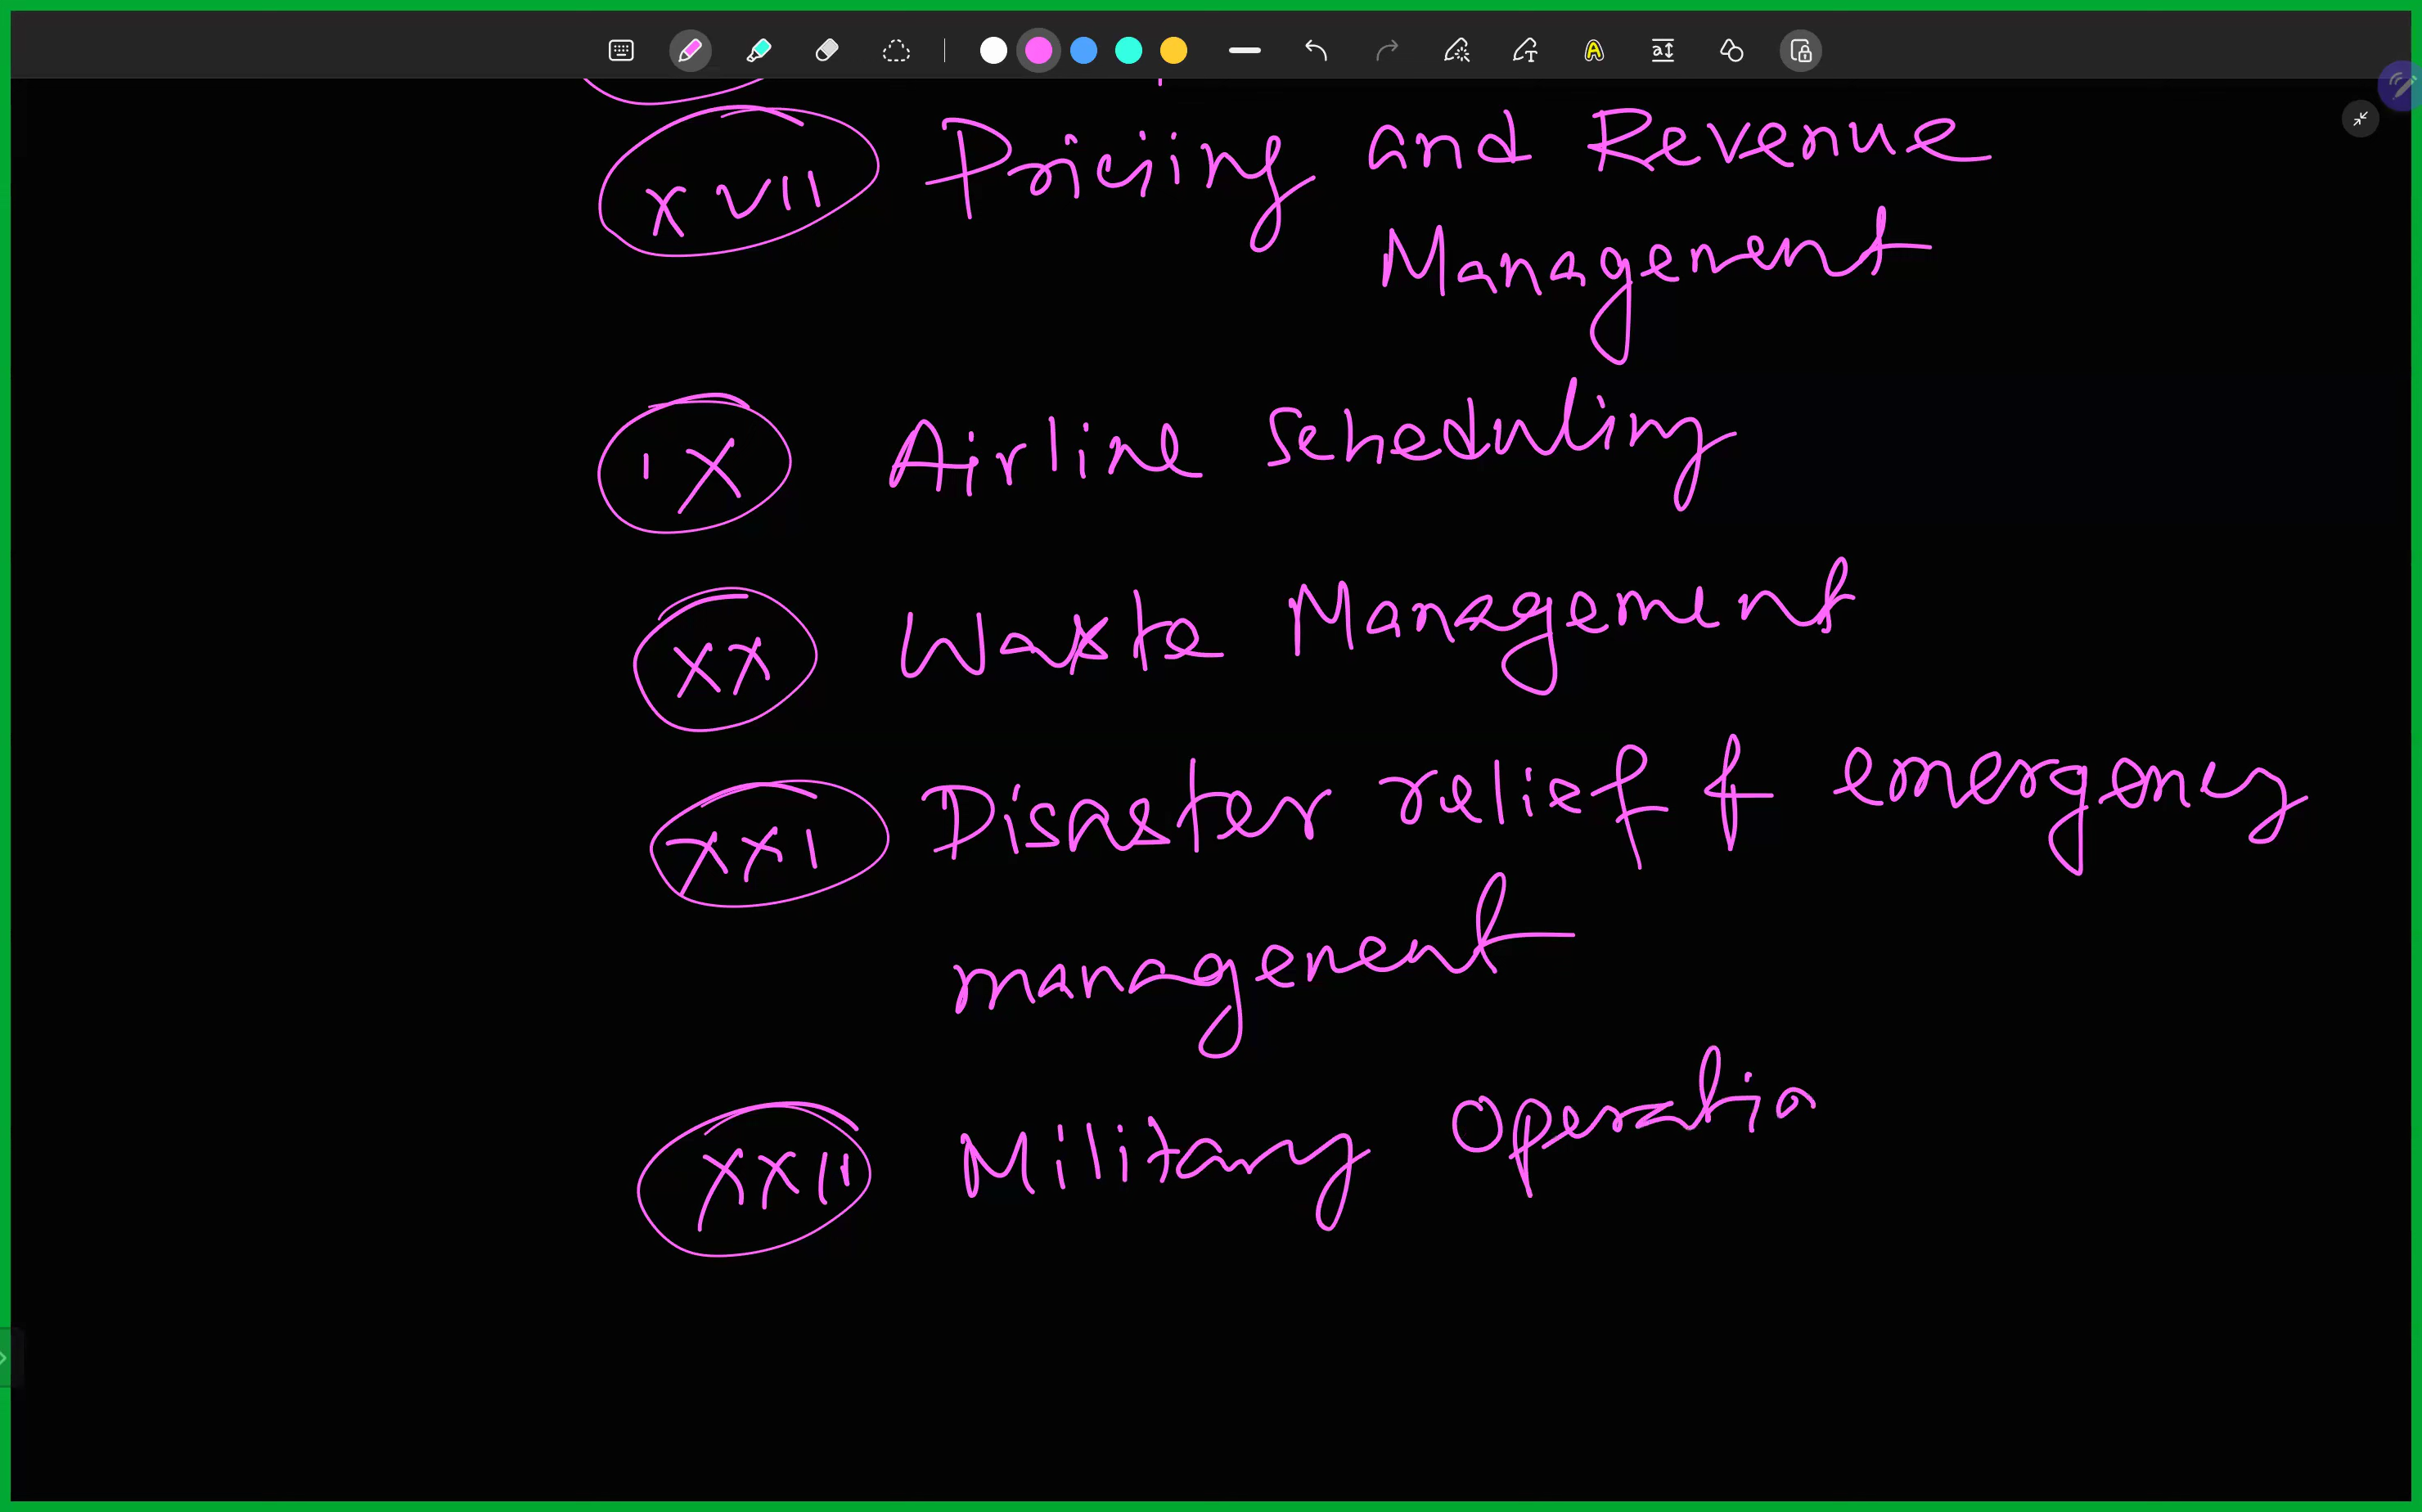 XVII Pricing and Revenue
Management
IX Airline Scheduling
XX Waste Management
XXI Disaster relief & emergency
management
XXII Military Operatio